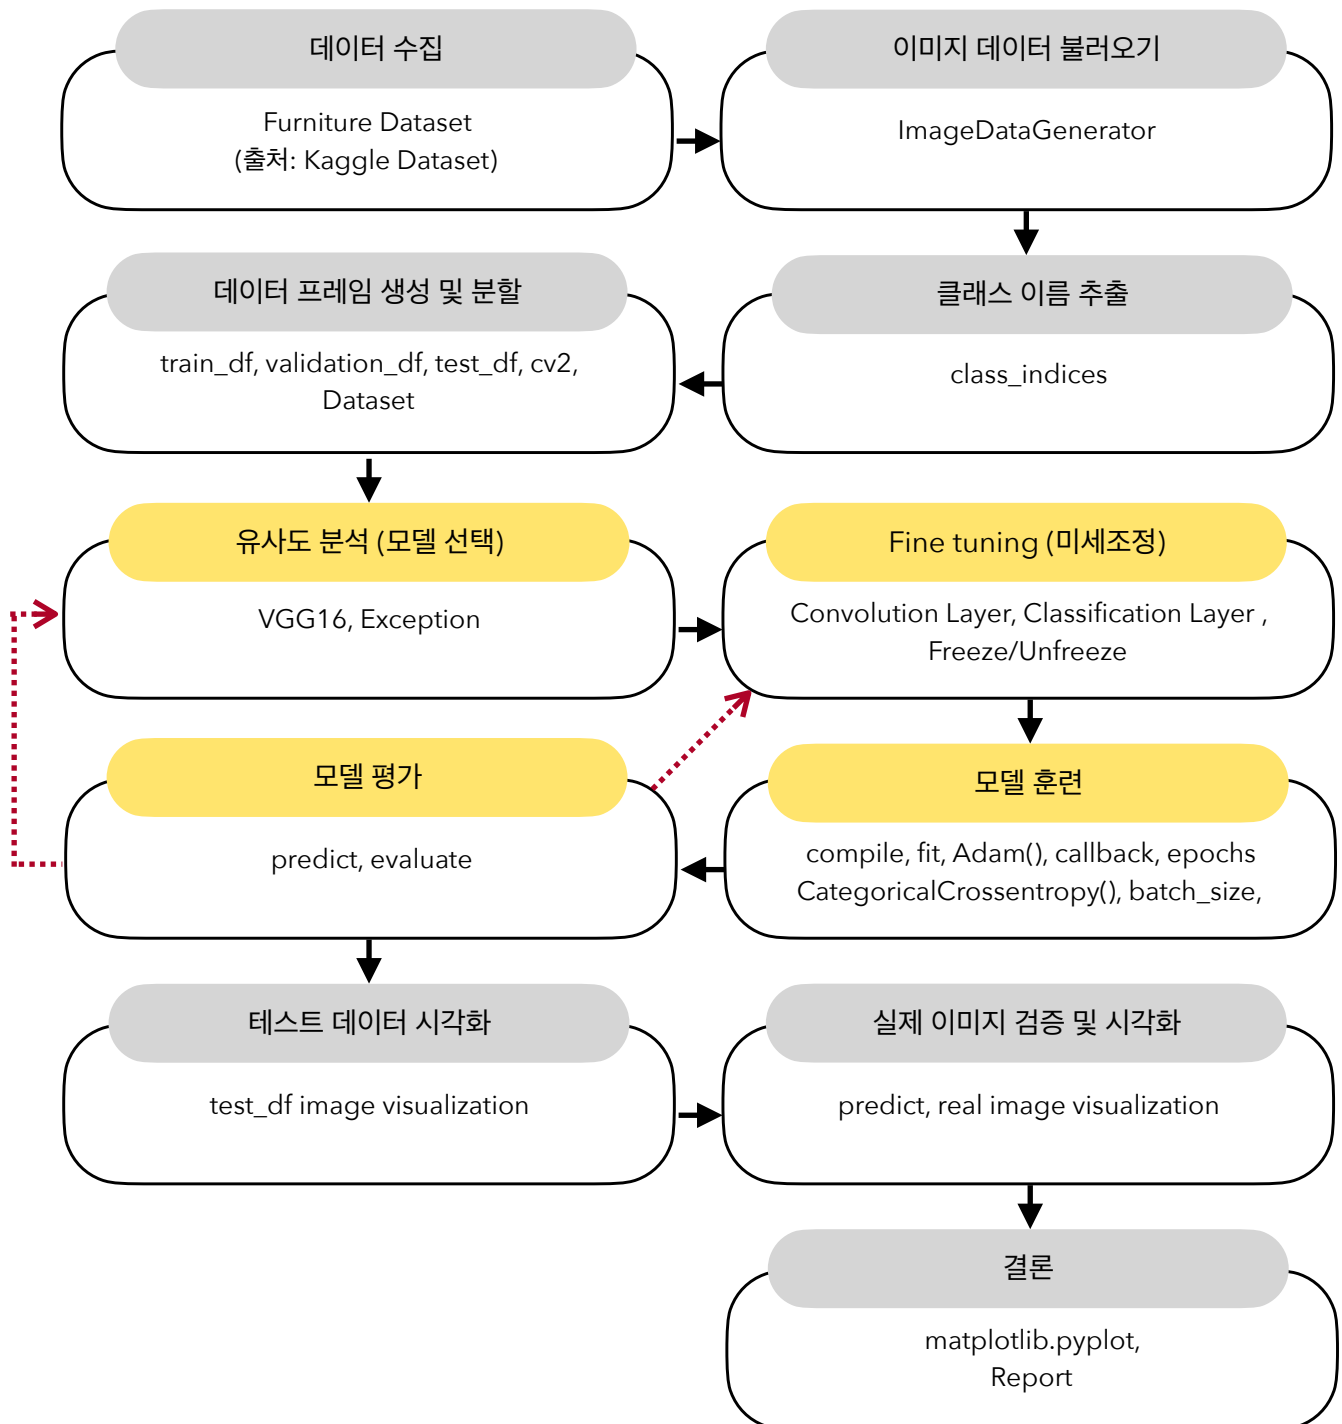 데이터 수집
Furniture Dataset
(출처: Kaggle Dataset)
이미지 데이터 불러오기
ImageDataGenerator
클래스 이름 추출
class_indices
데이터 프레임 생성 및 분할
train_df, validation_df, test_df, cv2,
Dataset
유사도 분석 (모델 선택)
VGG16, Exception
Fine tuning (미세조정)
Convolution Layer, Classification Layer ,
Freeze/Unfreeze
모델 훈련
compile, fit, Adam(), callback, epochs
CategoricalCrossentropy(), batch_size,
모델 평가
predict, evaluate
테스트 데이터 시각화
test_df image visualization
실제 이미지 검증 및 시각화
predict, real image visualization
결론
matplotlib.pyplot,
Report